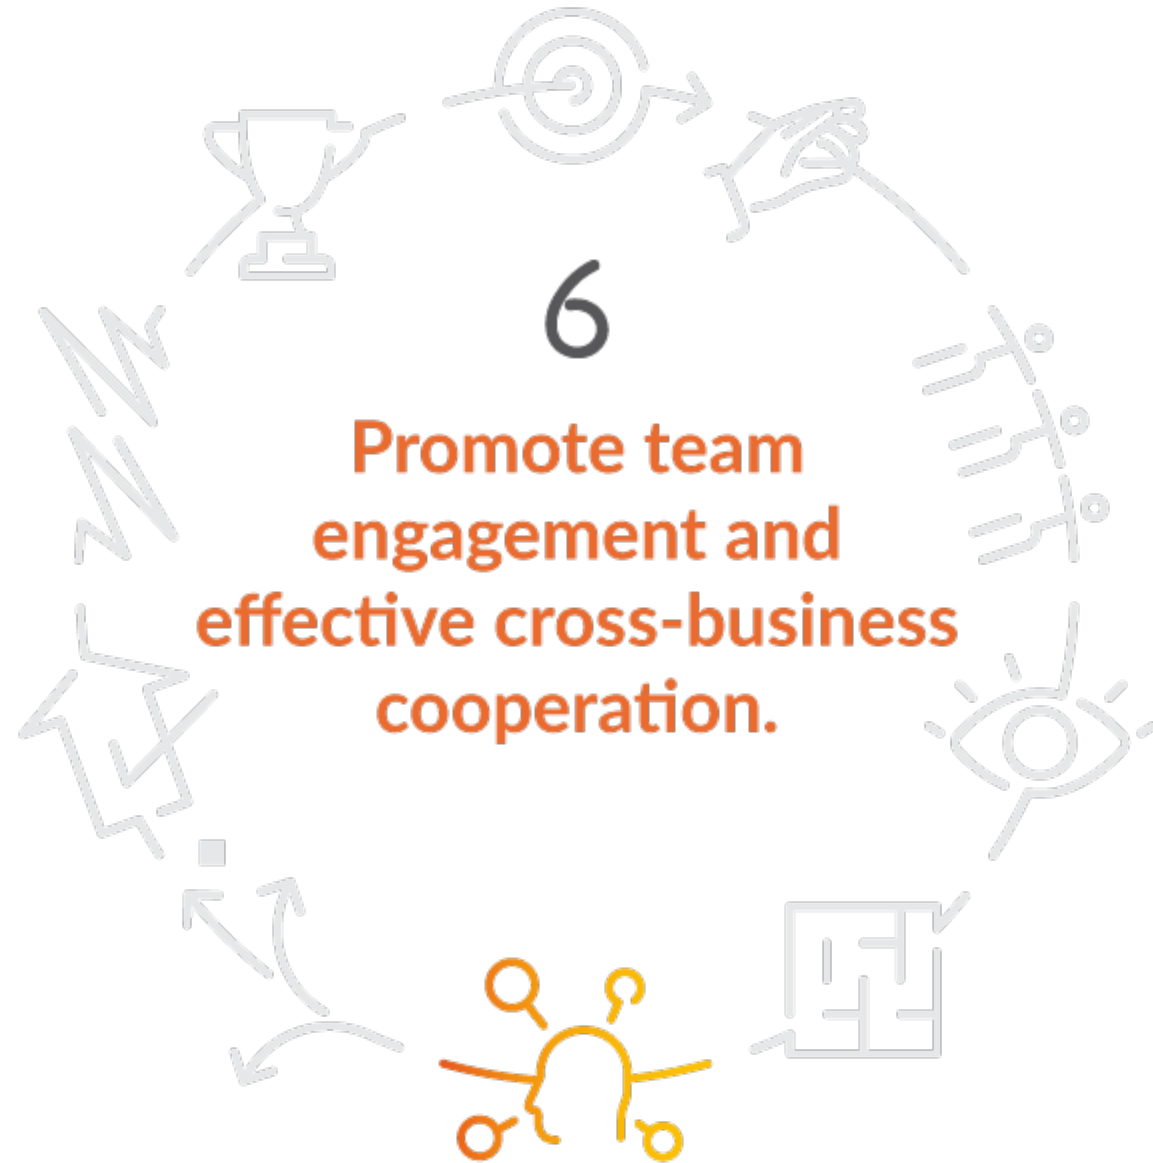 6
Promote team
engagement and
effective cross-business
cooperation.